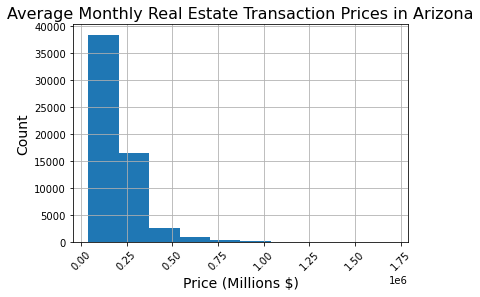 Average Monthly Real Estate Transaction Prices in Arizona
40000
35000
30000
25000
20000
15000
10000
5000
0
Count
0.00 0.25 0.50 0.75 1.00 1.25 1.50 1.75
1e6
Price (Millions $)